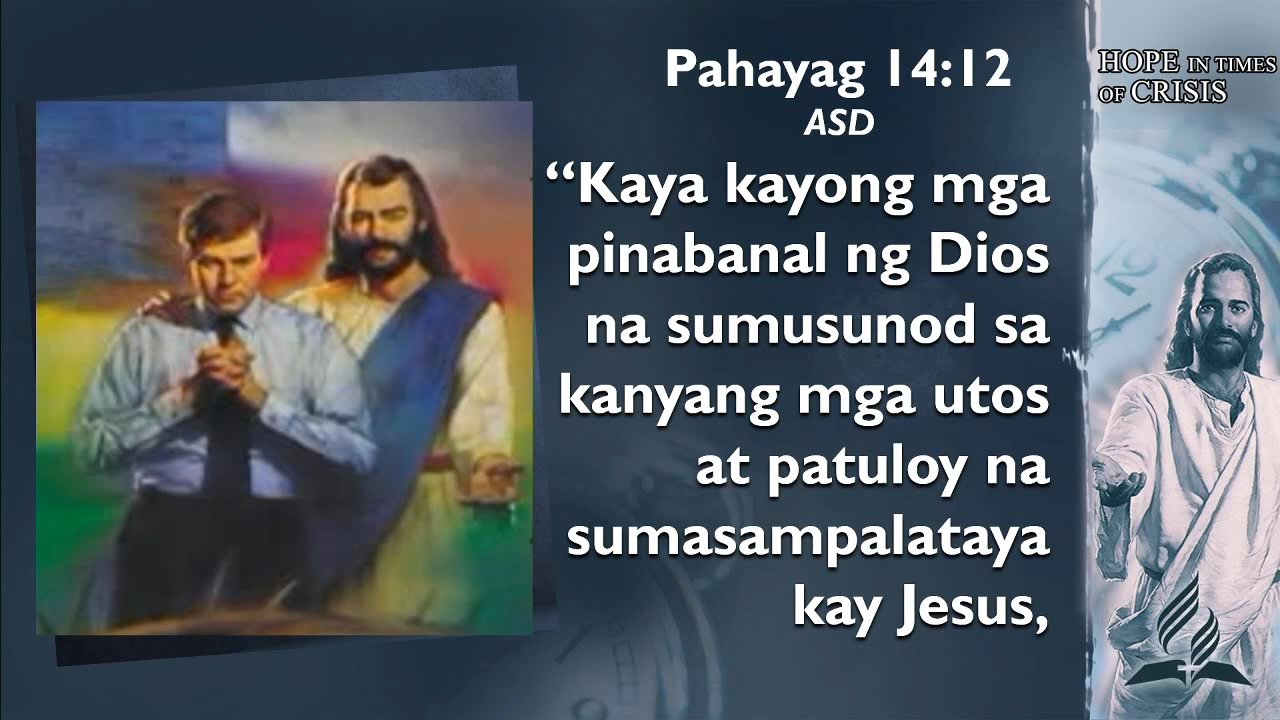 Pahayag 14:12
ASD
“Kaya kayong mga
pinabanal ng Dios
na sumusunod sa
kanyang mga utos
at patuloy na
sumasampalataya
kay Jesus,
HOPE IN TIMES
OF CRISIS